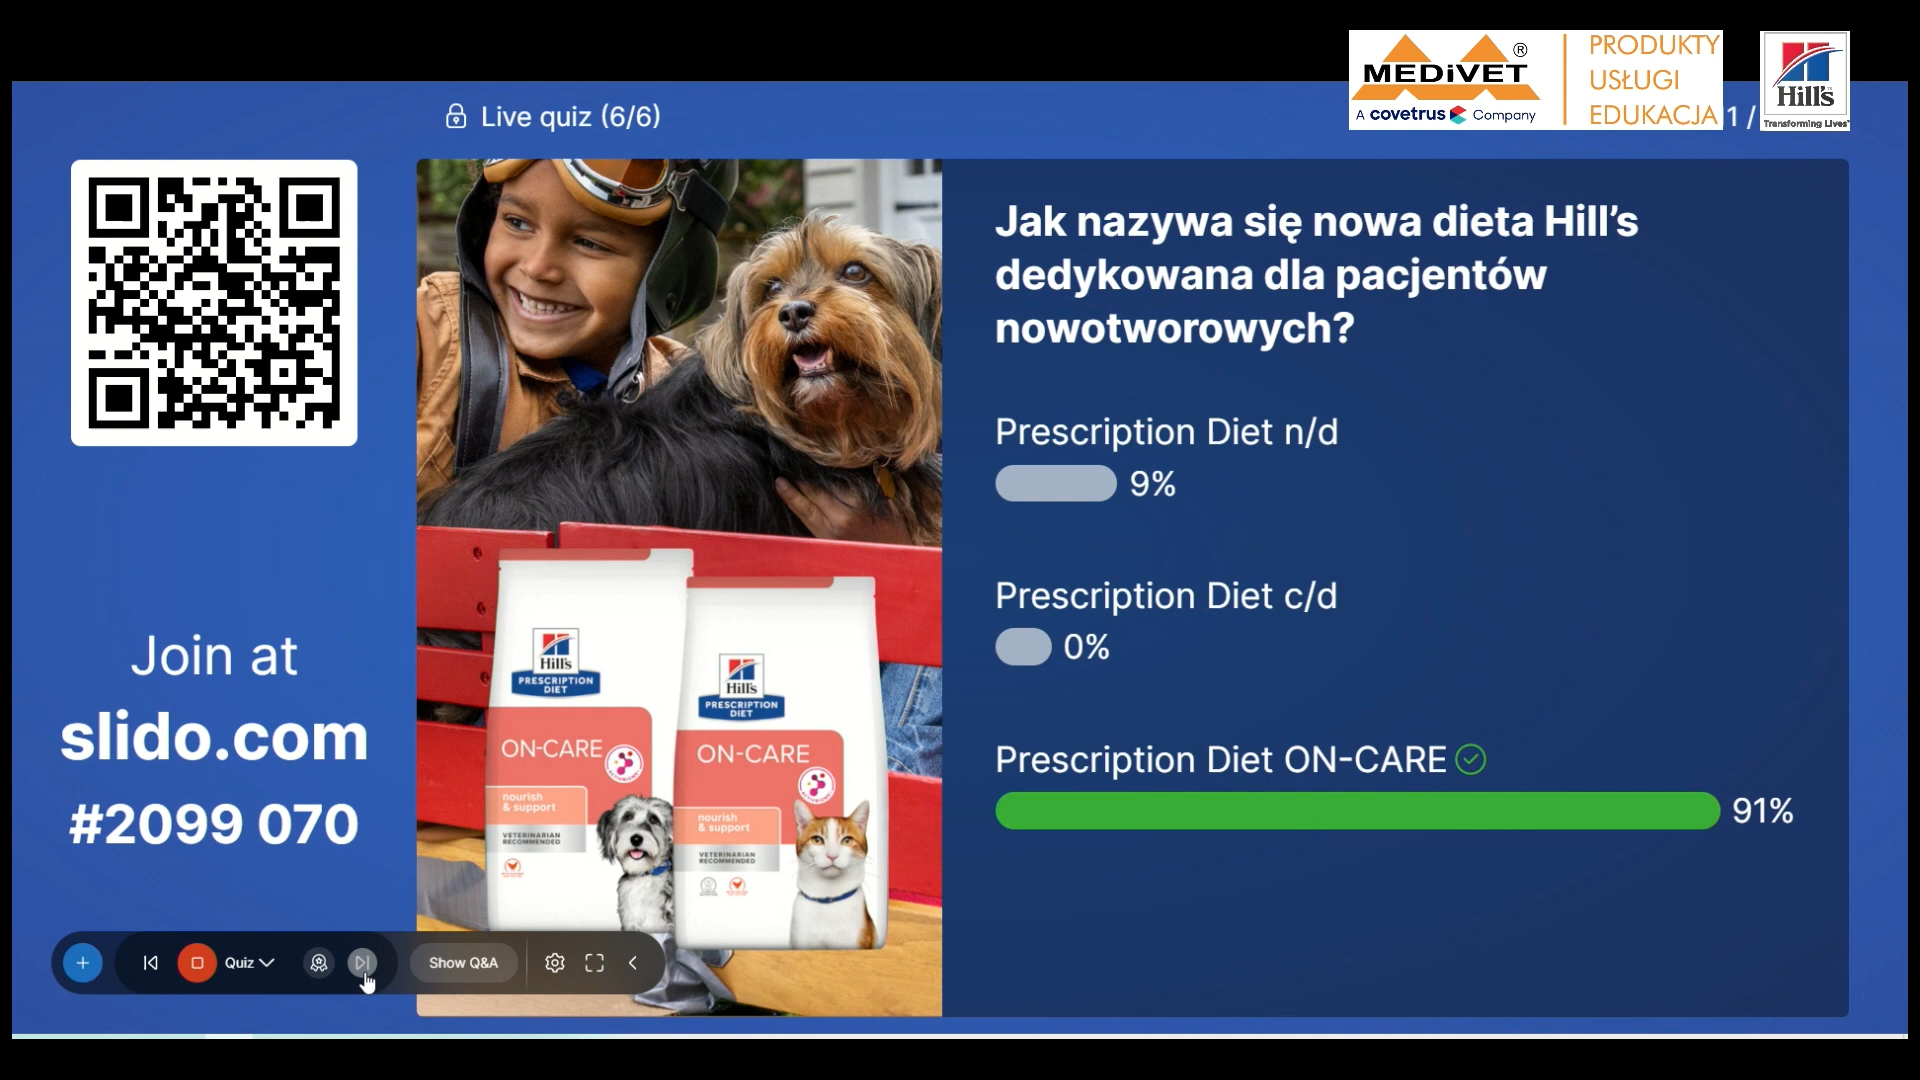 MEDiVET®
A covetrus Company
PRODUKTY
USŁUGI
EDUKACJA
Hill's
Transforming Lives
Live quiz (6/6)
1 /
Join at
slido.com
#2099 070
Jak nazywa się nowa dieta Hill’s
dedykowana dla pacjentów
nowotworowych?
Prescription Diet n/d
9%
Prescription Diet c/d
0%
Prescription Diet ON-CARE
91%
Hill's
PRESCRIPTION
DIET
ON-CARE
nourish
& support
VETERINARIAN
RECOMMENDED
Hill's
PRESCRIPTION
DIET
ON-CARE
nourish
& support
VETERINARIAN
RECOMMENDED
Quiz
Show Q&A